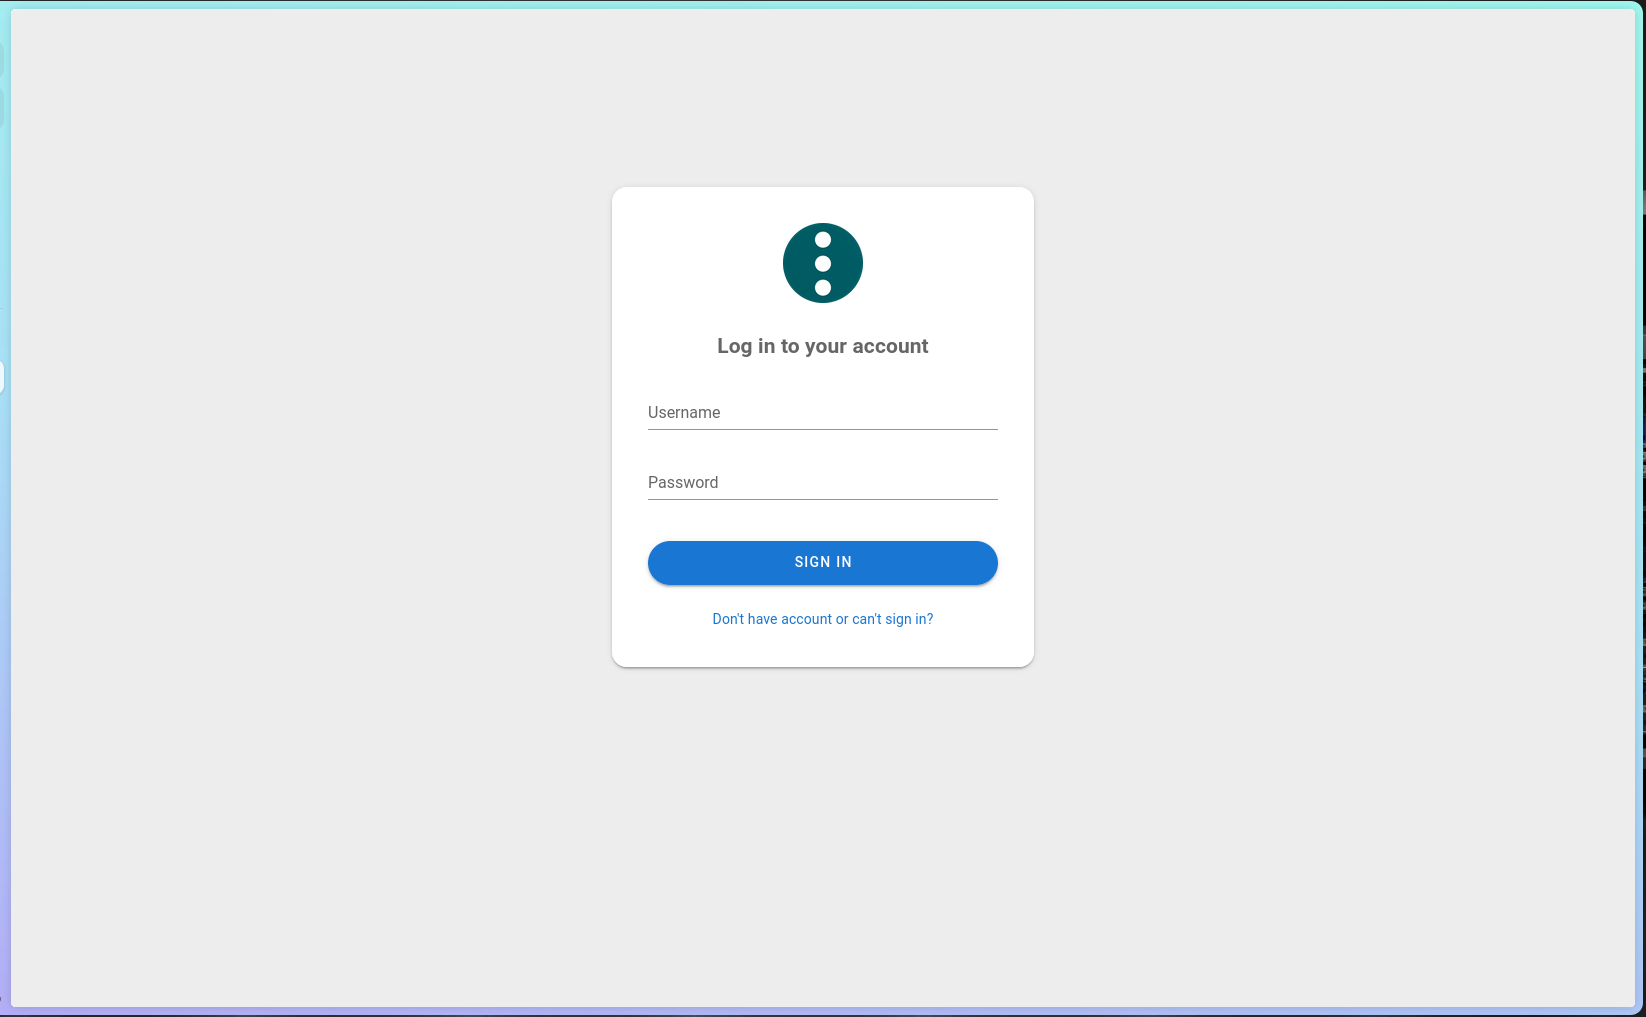 Log in to your account
Username
Password
SIGN IN
Don't have account or can't sign in?